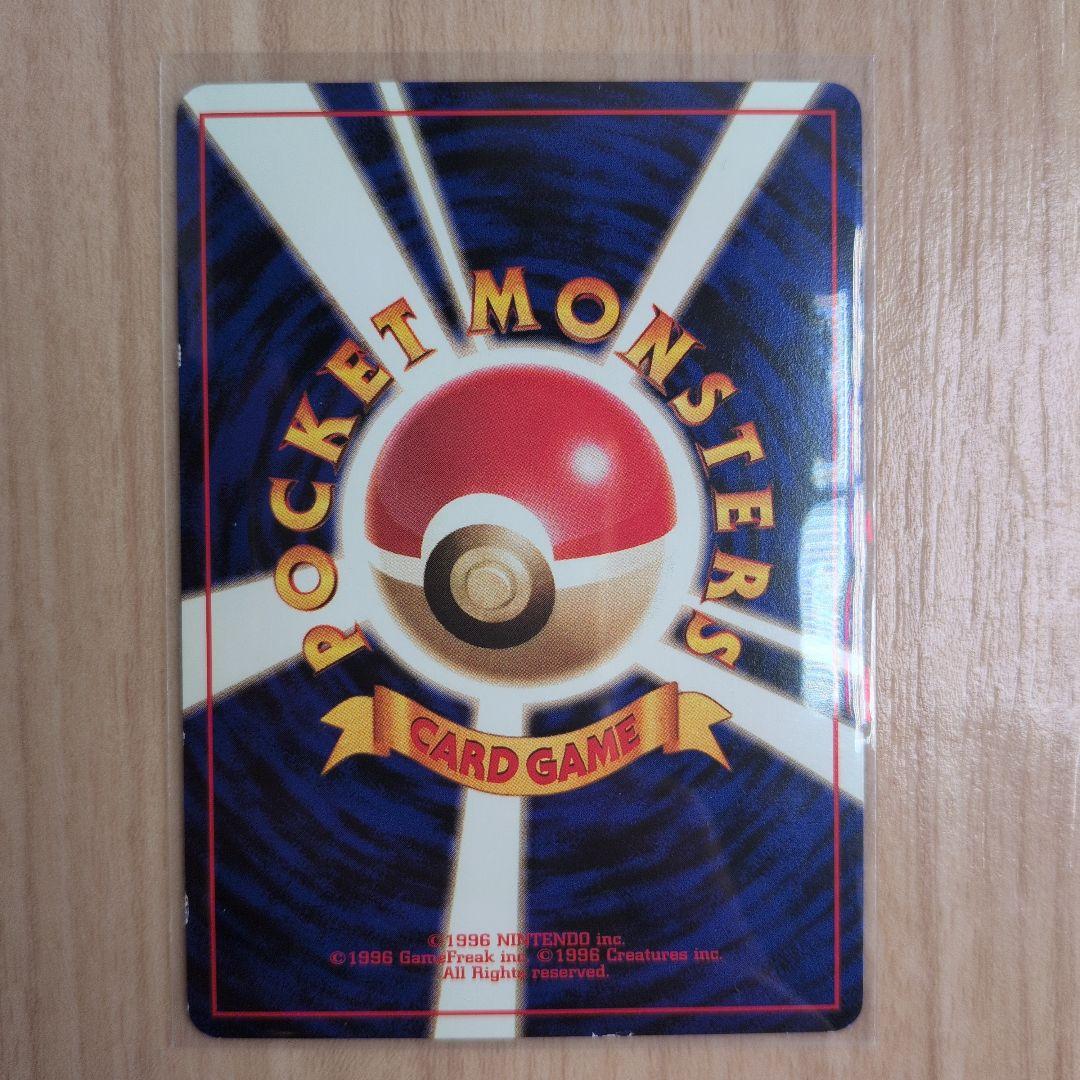 POCKET MONSTERS
CARD GAME
©1996 NINTENDO inc.
©1996 GameFreak inc. ©1996 Creatures inc.
All Rights reserved.